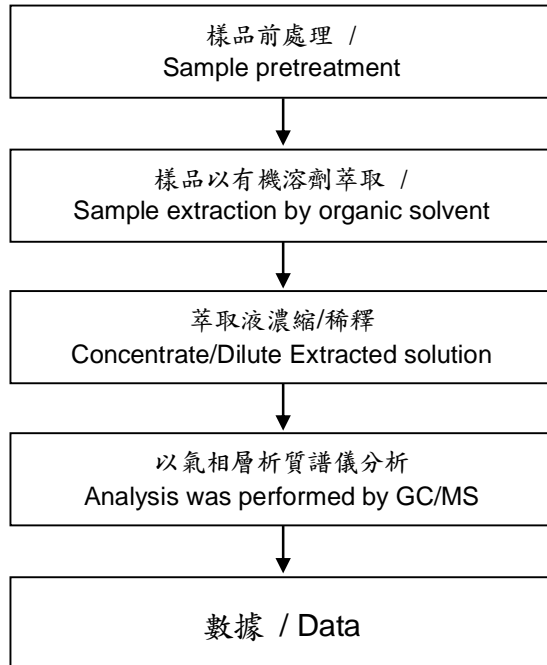 樣品前處理 /
Sample pretreatment
樣品以有機溶劑萃取 /
Sample extraction by organic solvent
萃取液濃縮/稀釋
Concentrate/Dilute Extracted solution
以氣相層析質譜儀分析
Analysis was performed by GC/MS
數據 / Data